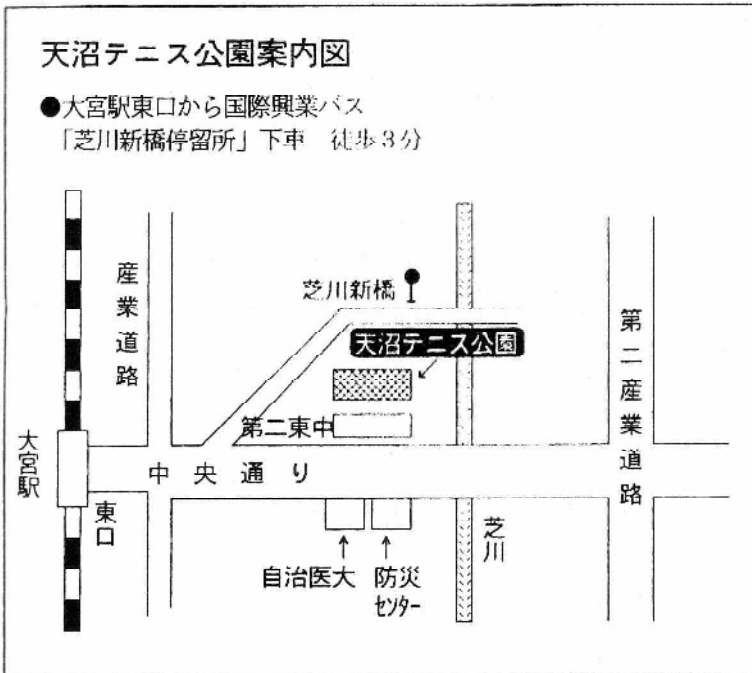 天沼テニス公園案内図
●大宮駅東口から国際興業バス
「芝川新橋停留所」下車 徒歩3分
芝川新橋
産業道路
天沼テニス公園
第二産業道路
第二東中
大宮駅
中央通り
東口
芝川
自治医大
防災
センター